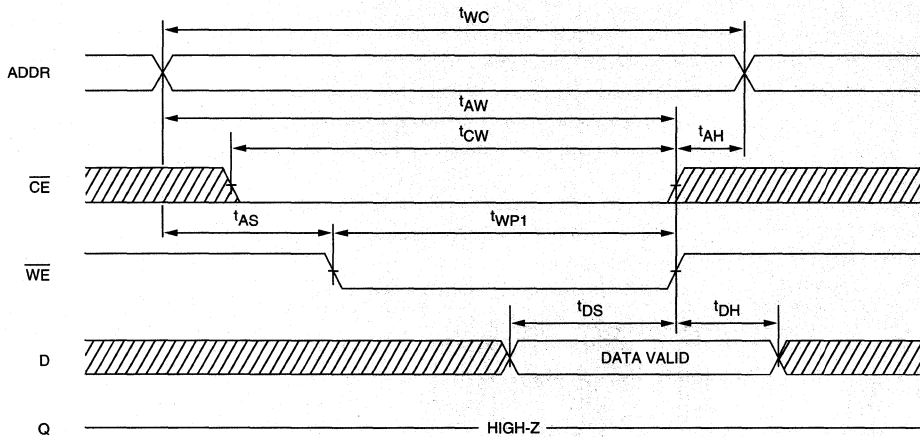 tWC
ADDR
tAW
tCW
tAH
CE
tAS
tWP1
WE
tDS
tDH
D
DATA VALID
Q
HIGH-Z